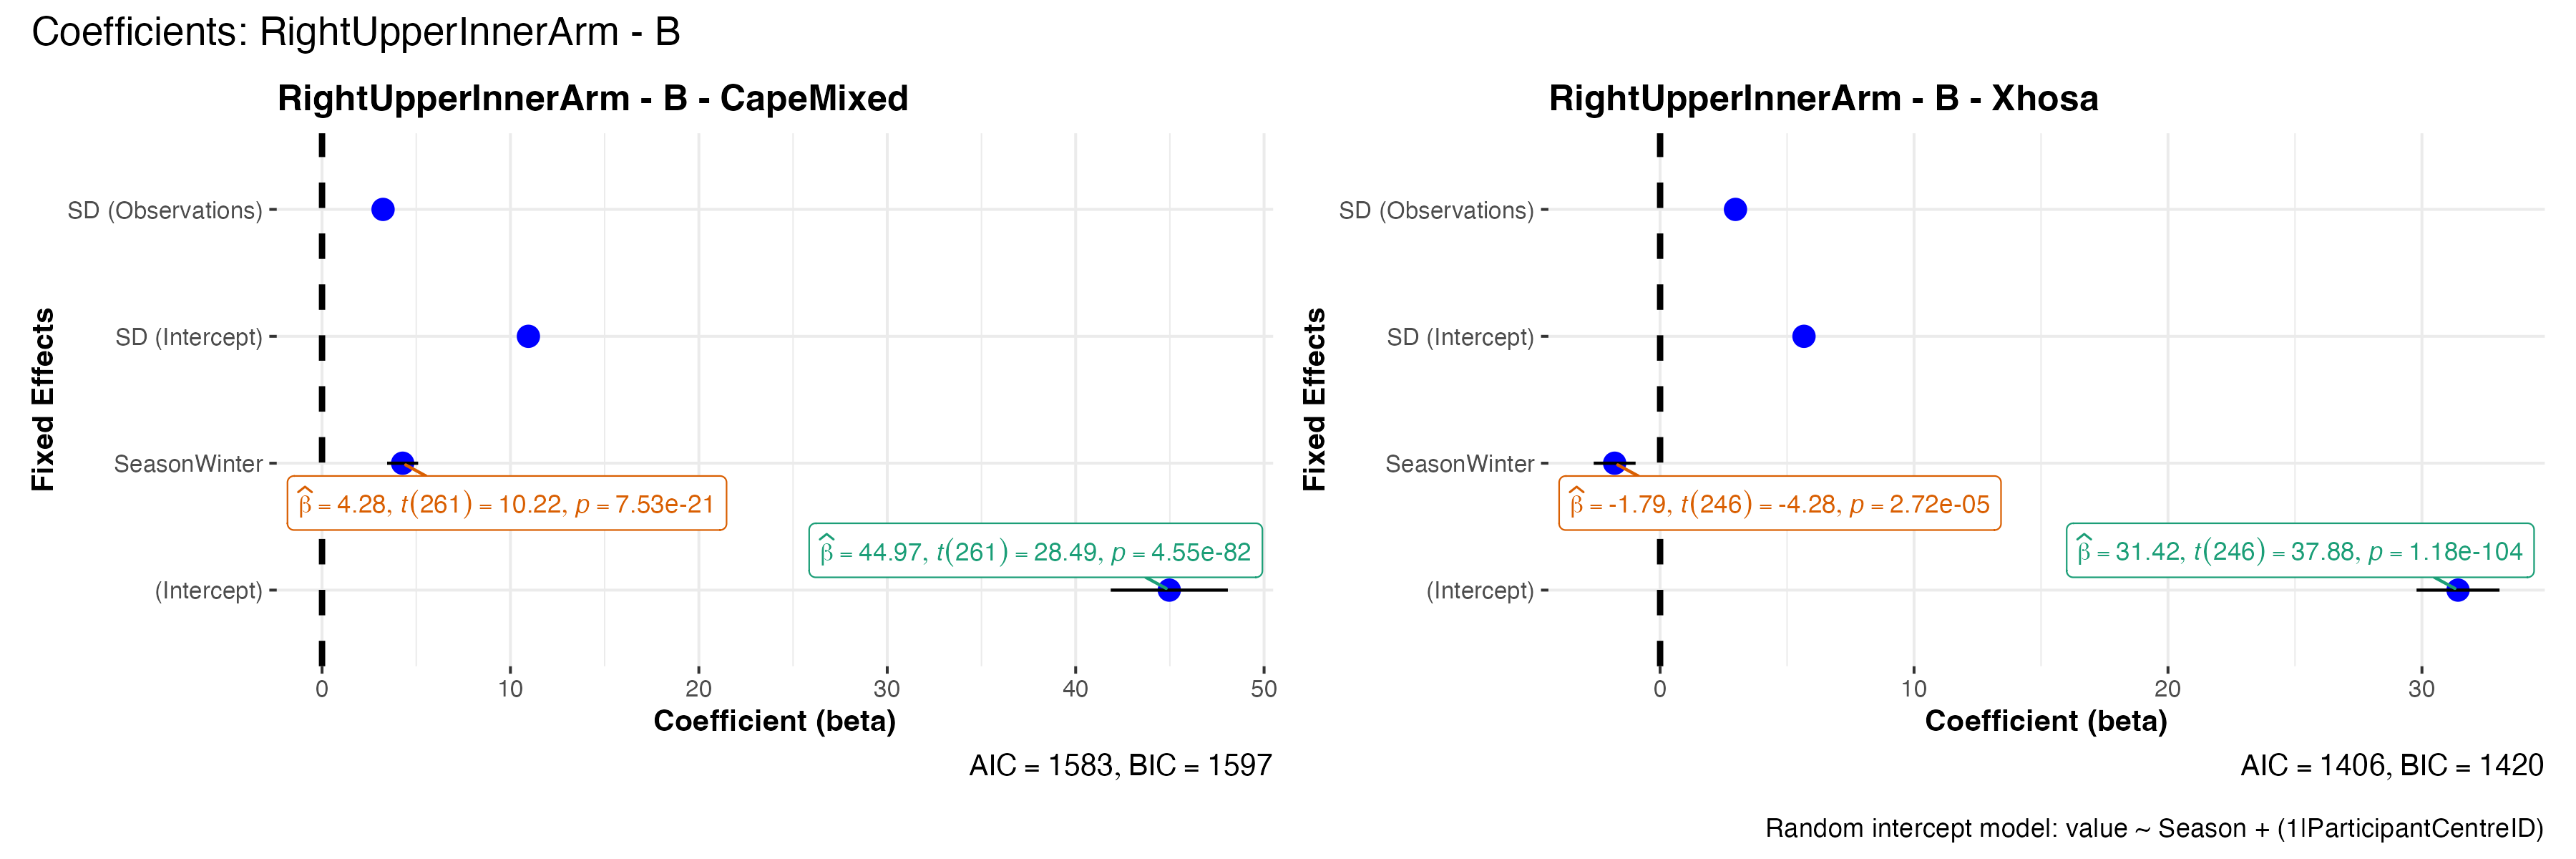 Coefficients: RightUpperInnerArm - B
RightUpperInnerArm - B - CapeMixed
Fixed Effects
SD (Observations)
SD (Intercept)
SeasonWinter
(Intercept)
β̂ = 4.28, t(261) = 10.22, p = 7.53e-21
β̂ = 44.97, t(261) = 28.49, p = 4.55e-82
0 10 20 30 40 50
Coefficient (beta)
AIC = 1583, BIC = 1597
RightUpperInnerArm - B - Xhosa
Fixed Effects
SD (Observations)
SD (Intercept)
SeasonWinter
(Intercept)
β̂ = -1.79, t(246) = -4.28, p = 2.72e-05
β̂ = 31.42, t(246) = 37.88, p = 1.18e-104
0 10 20 30
Coefficient (beta)
AIC = 1406, BIC = 1420
Random intercept model: value ~ Season + (1|ParticipantCentreID)